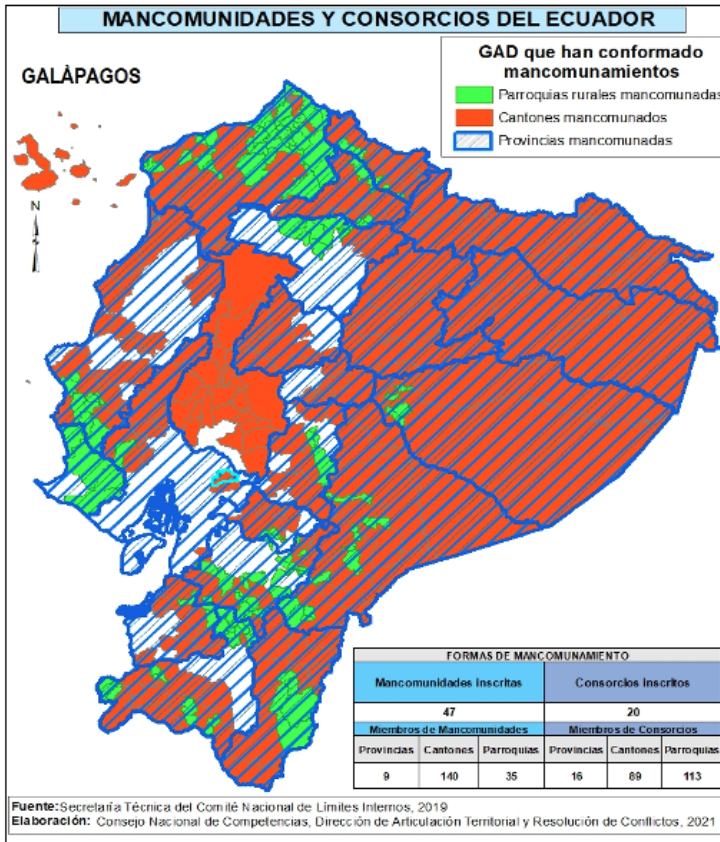 MANCOMUNIDADES Y CONSORCIOS DEL ECUADOR
GAD que han conformado
mancomunamientos
Parroquias rurales mancomunadas
Cantones mancomunados
Provincias mancomunadas
GALÀPAGOS
N
FORMAS DE MANCOMUNAMIENTO
Mancomunidades Inscritas Consorcios Inscritos
47 20
Miembros de Mancomunidades Miembros de Consorcios
Provincias Cantones Parroquias Provincias Cantones Parroquias
9 140 35 16 89 113
Fuente: Secretaría Técnica del Comité Nacional de Límites Internos, 2019
Elaboración: Consejo Nacional de Competencias, Dirección de Articulación Territorial y Resolución de Conflictos, 2021